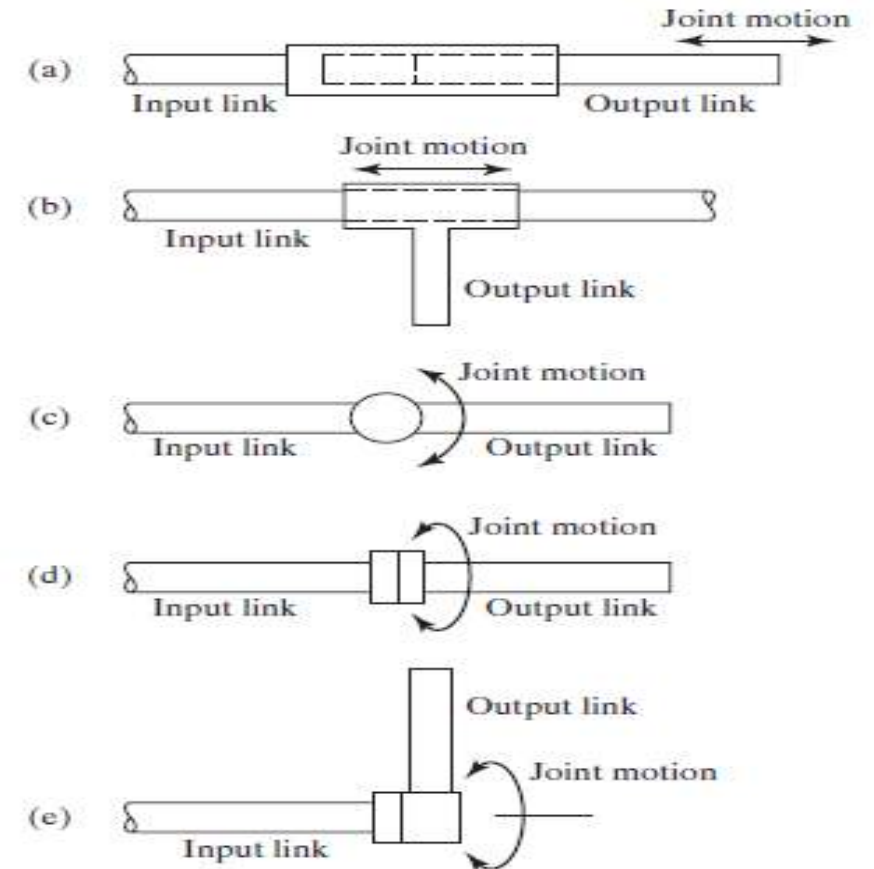 Joint motion
(a)
Input link
Output link
Joint motion
(b)
Input link
Output link
Joint motion
(c)
Input link
Output link
Joint motion
(d)
Input link
Output link
Output link
Joint motion
(e)
Input link